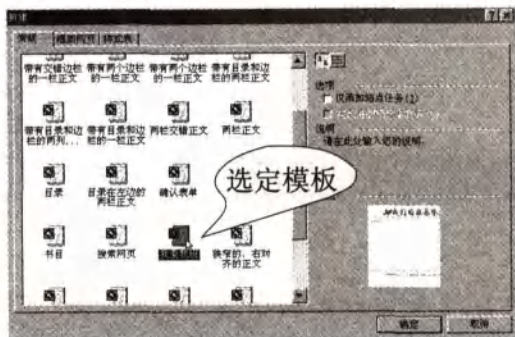 新建
常规 框架网页 样式表
带有交错边栏 带有两个边栏 带有两个边栏 带有目录和边
的一栏正文 的一栏正文 的一栏正文 栏的两栏正文
选项
仅添加站点任务(I)
带有目录和边 带有目录和边 两栏交错正文 两栏正文
栏的两列... 栏的一栏正文
说明
请在此处输入您的说明.
目录 目录在左边的 确认表单
两栏正文
选定模板
书目 搜索网页 狭窄的、右对
齐的正文
确定 取消